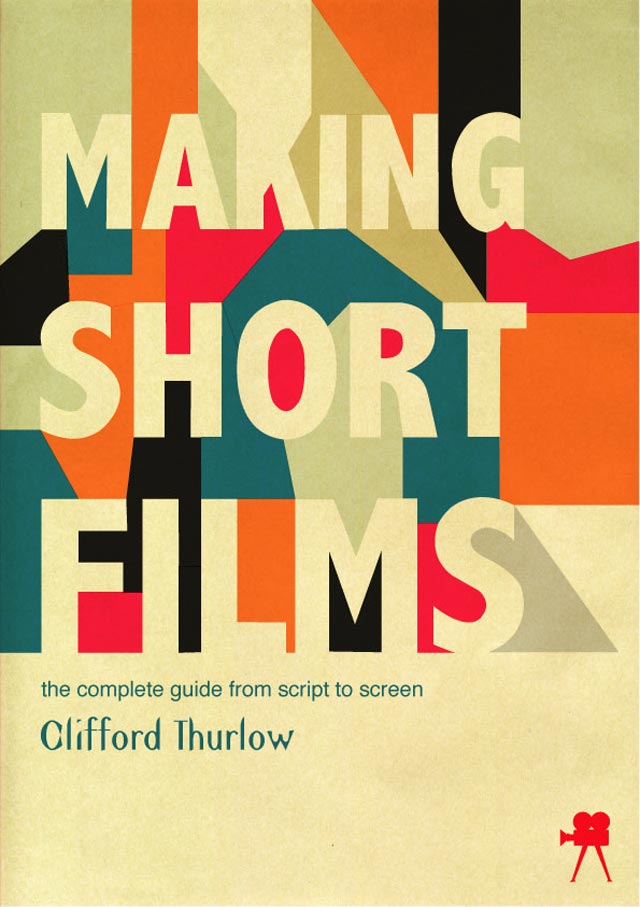 MAKING
SHORT
FILMS
the complete guide from script to screen
Clifford Thurlow